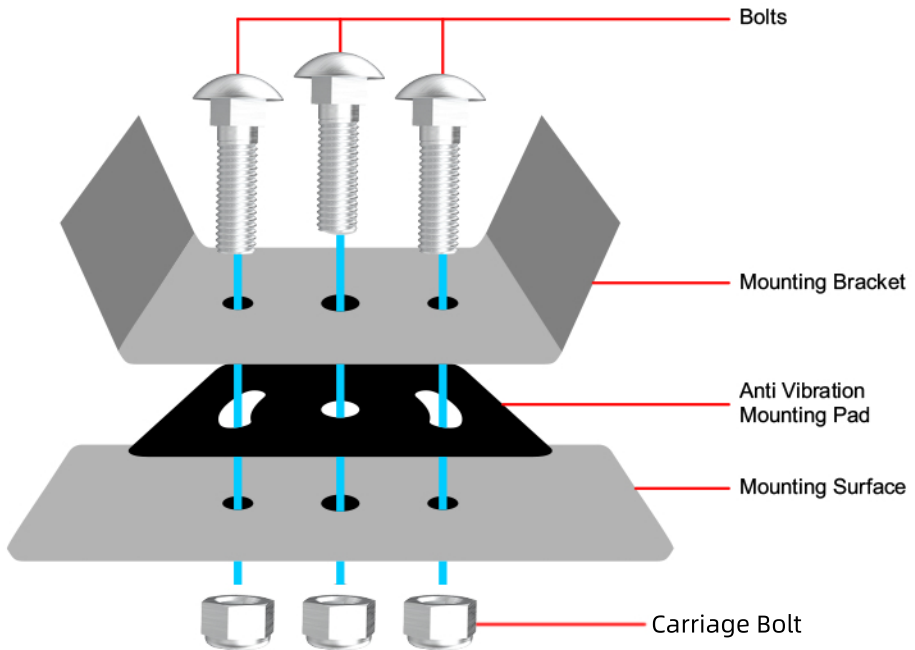 Bolts
Mounting Bracket
Anti Vibration
Mounting Pad
Mounting Surface
Carriage Bolt